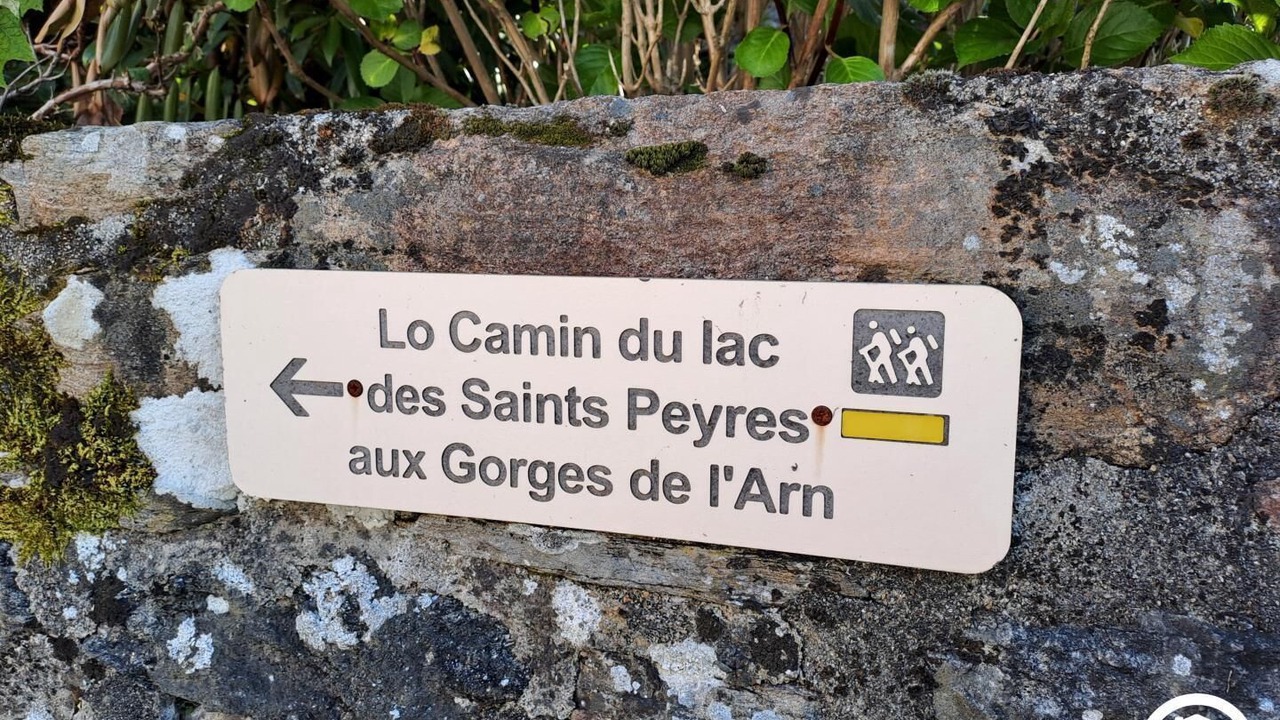 Lo Camin du lac
des Saints Peyres
aux Gorges de l'Arn